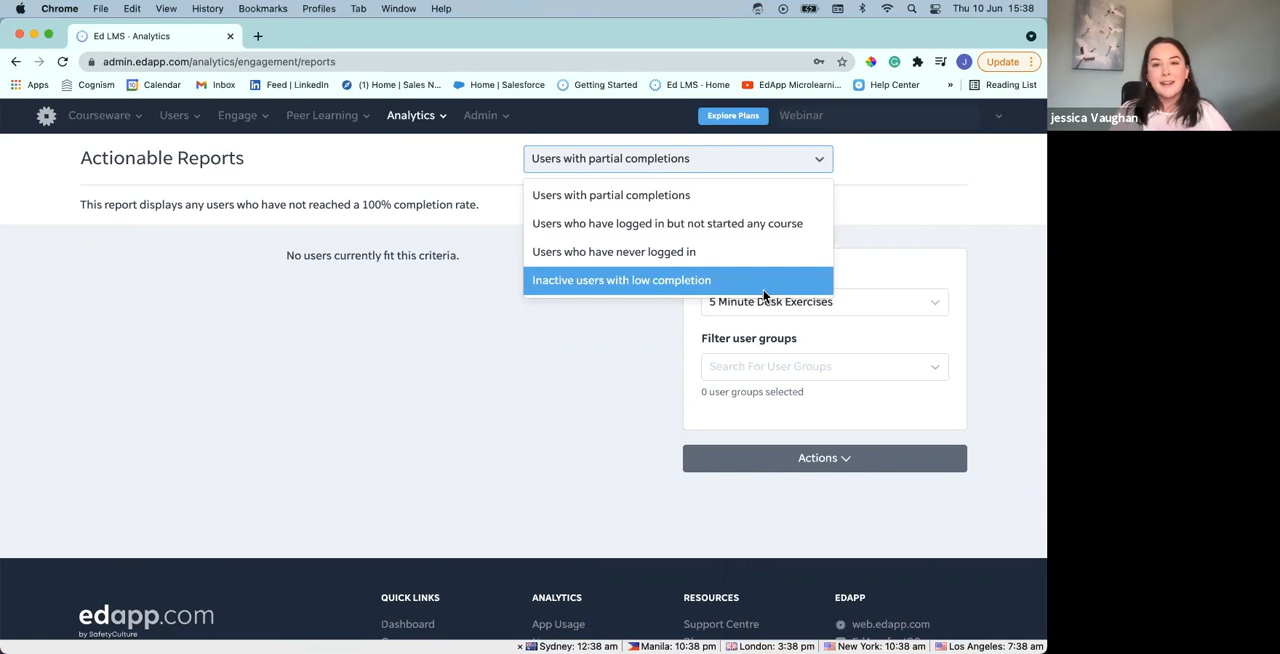 Chrome File Edit View History Bookmarks Profiles Tab Window Help Thu 10 Jun 15:38
Ed LMS - Analytics
admin.edapp.com/analytics/engagement/reports
J
Update
Apps Cognism Calendar Inbox Feed | LinkedIn (1) Home | Sales N... Home | Salesforce Getting Started Ed LMS - Home EdApp Microlearni... Help Center » Reading List
jessica Vaughan
Courseware Users Engage Peer Learning Analytics Admin Explore Plans Webinar
Actionable Reports
Users with partial completions
Users with partial completions
This report displays any users who have not reached a 100% completion rate.
Users who have logged in but not started any course
Users who have never logged in
No users currently fit this criteria.
Inactive users with low completion
5 Minute Desk Exercises
Filter user groups
Search For User Groups
0 user groups selected
Actions
QUICK LINKS ANALYTICS RESOURCES EDAPP
edapp.com
by SafetyCulture
Dashboard App Usage Support Centre web.edapp.com
Sydney: 12:38 am Manila: 10:38 pm London: 3:38 pm New York: 10:38 am Los Angeles: 7:38 am